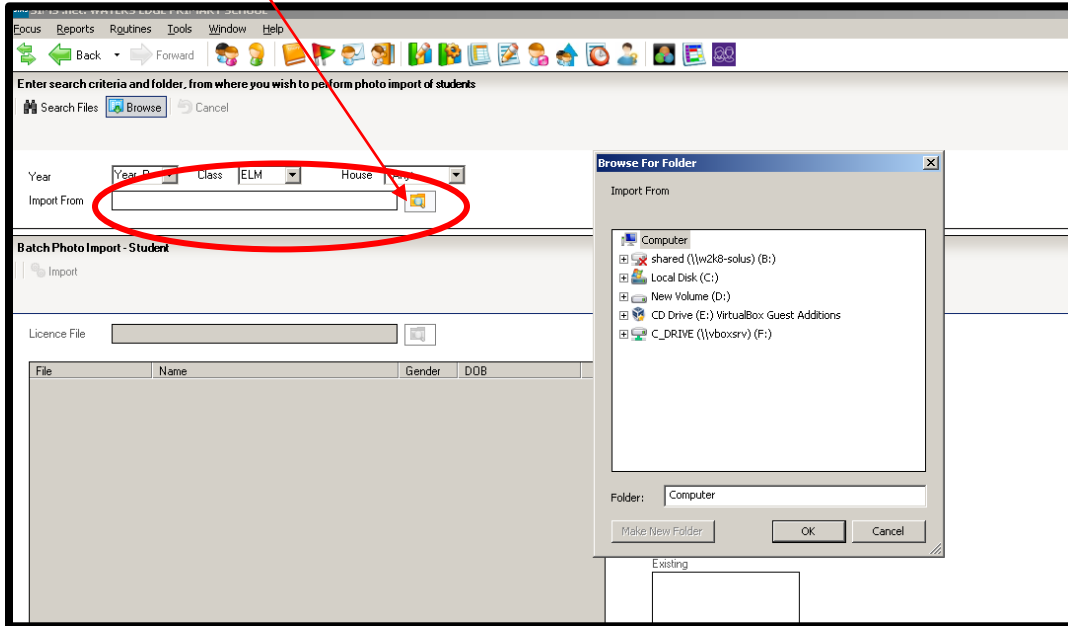 Focus Reports Routines Tools Window Help
Back Forward
Enter search criteria and folder, from where you wish to perform photo import of students
Search Files Browse Cancel
Year Class ELM House
Import From
Batch Photo Import - Student
Import
Licence File
File Name Gender DOB
Browse For Folder
Import From
Computer
shared (\\w2k8-solus) (B:)
Local Disk (C:)
New Volume (D:)
CD Drive (E:) VirtualBox Guest Additions
C_DRIVE (\\vboxsrv) (F:)
Folder: Computer
Make New Folder OK Cancel
Existing